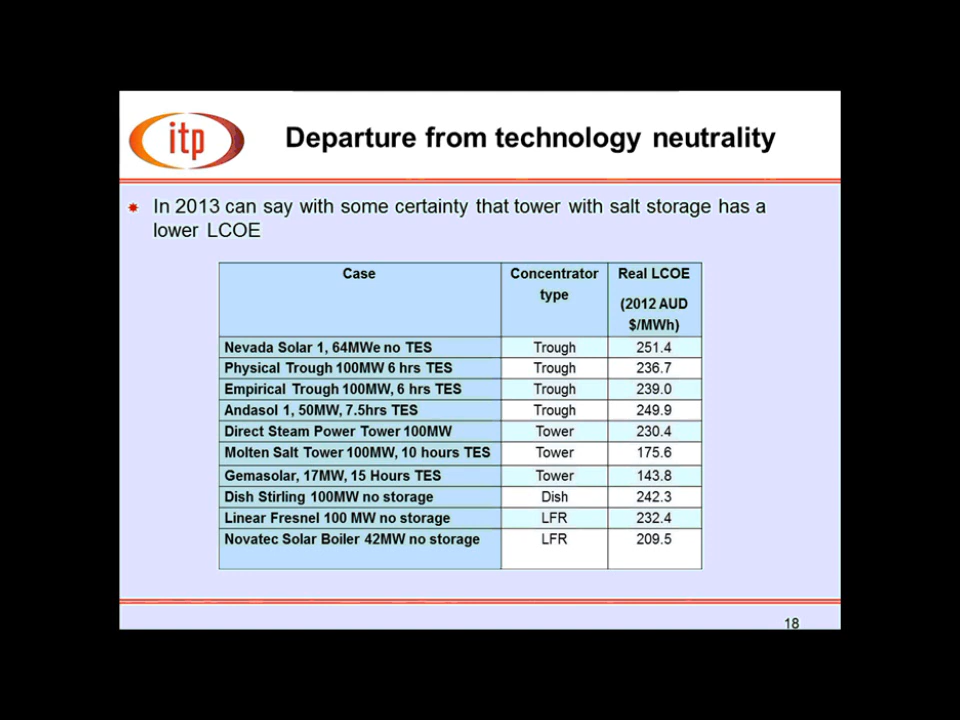 itp
Departure from technology neutrality
In 2013 can say with some certainty that tower with salt storage has a
lower LCOE
Case Concentrator type Real LCOE (2012 AUD $/MWh)
Nevada Solar 1, 64MWe no TES Trough 251.4
Physical Trough 100MW 6 hrs TES Trough 236.7
Empirical Trough 100MW, 6 hrs TES Trough 239.0
Andasol 1, 50MW, 7.5hrs TES Trough 249.9
Direct Steam Power Tower 100MW Tower 230.4
Molten Salt Tower 100MW, 10 hours TES Tower 175.6
Gemasolar, 17MW, 15 Hours TES Tower 143.8
Dish Stirling 100MW no storage Dish 242.3
Linear Fresnel 100 MW no storage LFR 232.4
Novatec Solar Boiler 42MW no storage LFR 209.5
18